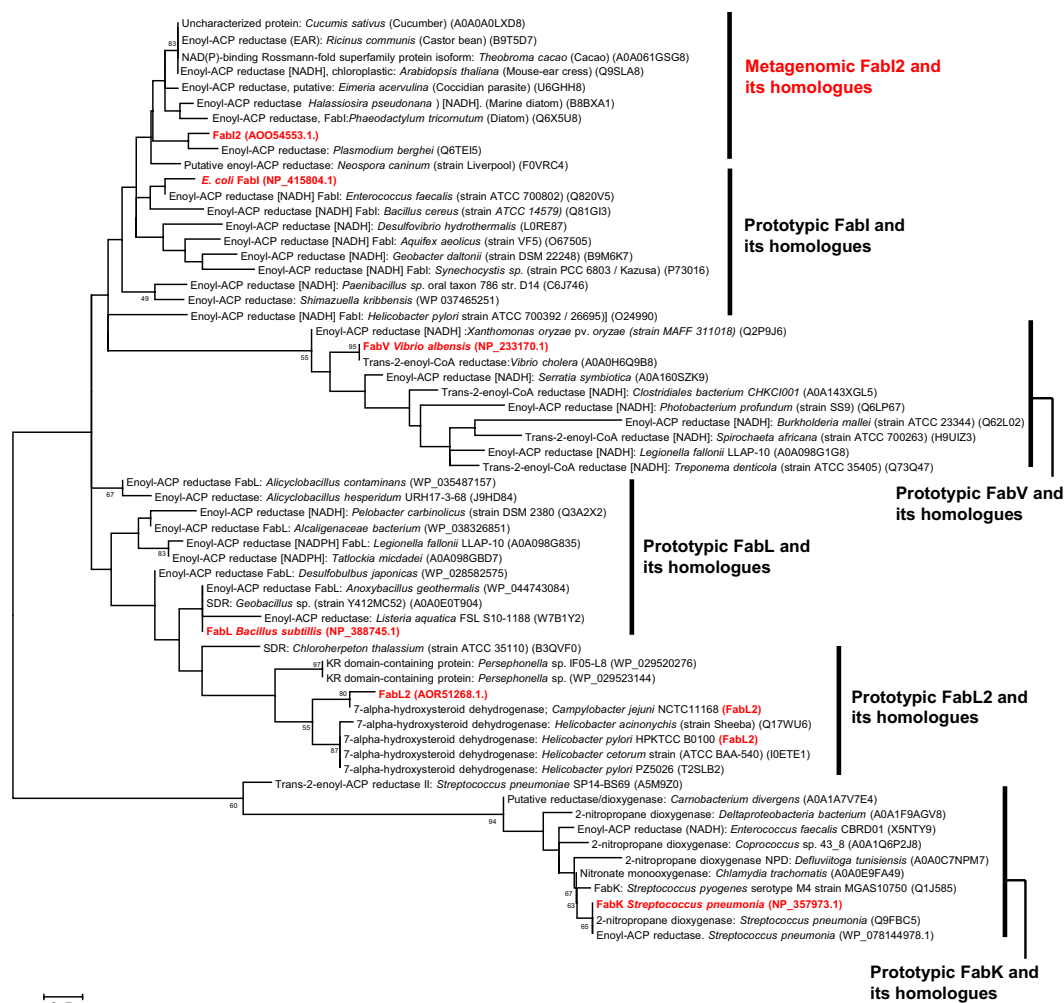 Uncharacterized protein: Cucumis sativus (Cucumber) (A0A0A0LXD8)
83
Enoyl-ACP reductase (EAR): Ricinus communis (Castor bean) (B9T5D7)
NAD(P)-binding Rossmann-fold superfamily protein isoform: Theobroma cacao (Cacao) (A0A061GSG8)
Enoyl-ACP reductase [NADH], chloroplastic: Arabidopsis thaliana (Mouse-ear cress) (Q9SLA8)
Enoyl-ACP reductase, putative: Eimeria acervulina (Coccidian parasite) (U6GHH8)
Enoyl-ACP reductase Halassiosira pseudonana ) [NADH]. (Marine diatom) (B8BXA1)
Enoyl-ACP reductase, FabI:Phaeodactylum tricornutum (Diatom) (Q6X5U8)
FabI2 (AOO54553.1.)
Enoyl-ACP reductase: Plasmodium berghei (Q6TEI5)
Putative enoyl-ACP reductase: Neospora caninum (strain Liverpool) (F0VRC4)
Metagenomic FabI2 and
its homologues
E. coli FabI (NP_415804.1)
Enoyl-ACP reductase [NADH] FabI: Enterococcus faecalis (strain ATCC 700802) (Q820V5)
Enoyl-ACP reductase [NADH] FabI: Bacillus cereus (strain ATCC 14579) (Q81GI3)
Enoyl-ACP reductase [NADH]: Desulfovibrio hydrothermalis (L0RE87)
Enoyl-ACP reductase [NADH] FabI: Aquifex aeolicus (strain VF5) (O67505)
Enoyl-ACP reductase [NADH]: Geobacter daltonii (strain DSM 22248) (B9M6K7)
Enoyl-ACP reductase [NADH] FabI: Synechocystis sp. (strain PCC 6803 / Kazusa) (P73016)
Enoyl-ACP reductase [NADH]: Paenibacillus sp. oral taxon 786 str. D14 (C6J746)
49
Enoyl-ACP reductase: Shimazuella kribbensis (WP 037465251)
Enoyl-ACP reductase [NADH] FabI: Helicobacter pylori strain ATCC 700392 / 26695)] (O24990)
Prototypic FabI and
its homologues
Enoyl-ACP reductase [NADH] :Xanthomonas oryzae pv. oryzae (strain MAFF 311018) (Q2P9J6)
95
FabV Vibrio albensis (NP_233170.1)
55
Trans-2-enoyl-CoA reductase:Vibrio cholera (A0A0H6Q9B8)
Enoyl-ACP reductase [NADH]: Serratia symbiotica (A0A160SZK9)
Trans-2-enoyl-CoA reductase [NADH]: Clostridiales bacterium CHKCI001 (A0A143XGL5)
Enoyl-ACP reductase [NADH]: Photobacterium profundum (strain SS9) (Q6LP67)
Enoyl-ACP reductase [NADH]: Burkholderia mallei (strain ATCC 23344) (Q62L02)
Trans-2-enoyl-CoA reductase [NADH]: Spirochaeta africana (strain ATCC 700263) (H9UIZ3)
Enoyl-ACP reductase [NADH]: Legionella fallonii LLAP-10 (A0A098G1G8)
Trans-2-enoyl-CoA reductase [NADH]: Treponema denticola (strain ATCC 35405) (Q73Q47)
Prototypic FabV and
its homologues
Enoyl-ACP reductase FabL: Alicyclobacillus contaminans (WP_035487157)
67
Enoyl-ACP reductase: Alicyclobacillus hesperidum URH17-3-68 (J9HD84)
Enoyl-ACP reductase [NADH]: Pelobacter carbinolicus (strain DSM 2380) (Q3A2X2)
Enoyl-ACP reductase FabL: Alcaligenaceae bacterium (WP_038326851)
Enoyl-ACP reductase [NADPH] FabL: Legionella fallonii LLAP-10 (A0A098G835)
83
Enoyl-ACP reductase [NADPH]: Tatlockia micdadei (A0A098GBD7)
Enoyl-ACP reductase FabL: Desulfobulbus japonicas (WP_028582575)
Enoyl-ACP reductase FabL: Anoxybacillus geothermalis (WP_044743084)
SDR: Geobacillus sp. (strain Y412MC52) (A0A0E0T904)
Enoyl-ACP reductase: Listeria aquatica FSL S10-1188 (W7B1Y2)
FabL Bacillus subtillis (NP_388745.1)
Prototypic FabL and
its homologues
SDR: Chloroherpeton thalassium (strain ATCC 35110) (B3QVF0)
97
KR domain-containing protein: Persephonella sp. IF05-L8 (WP_029520276)
KR domain-containing protein: Persephonella sp. (WP_029523144)
80
FabL2 (AOR51268.1.)
7-alpha-hydroxysteroid dehydrogenase; Campylobacter jejuni NCTC11168 (FabL2)
55
7-alpha-hydroxysteroid dehydrogenase: Helicobacter acinonychis (strain Sheeba) (Q17WU6)
7-alpha-hydroxysteroid dehydrogenase: Helicobacter pylori HPKTCC B0100 (FabL2)
87
7-alpha-hydroxysteroid dehydrogenase: Helicobacter cetorum strain (ATCC BAA-540) (I0ETE1)
7-alpha-hydroxysteroid dehydrogenase: Helicobacter pylori PZ5026 (T2SLB2)
Prototypic FabL2 and
its homologues
Trans-2-enoyl-ACP reductase II: Streptococcus pneumoniae SP14-BS69 (A5M9Z0)
60
Putative reductase/dioxygenase: Carnobacterium divergens (A0A1A7V7E4)
94
2-nitropropane dioxygenase: Deltaproteobacteria bacterium (A0A1F9AGV8)
Enoyl-ACP reductase (NADH): Enterococcus faecalis CBRD01 (X5NTY9)
2-nitropropane dioxygenase: Coprococcus sp. 43_8 (A0A1Q6P2J8)
2-nitropropane dioxygenase NPD: Defluviitoga tunisiensis (A0A0C7NPM7)
Nitronate monooxygenase: Chlamydia trachomatis (A0A0E9FA49)
67
FabK: Streptococcus pyogenes serotype M4 strain MGAS10750 (Q1J585)
63
FabK Streptococcus pneumonia (NP_357973.1)
65
2-nitropropane dioxygenase: Streptococcus pneumonia (Q9FBC5)
Enoyl-ACP reductase. Streptococcus pneumonia (WP_078144978.1)
Prototypic FabK and
its homologues